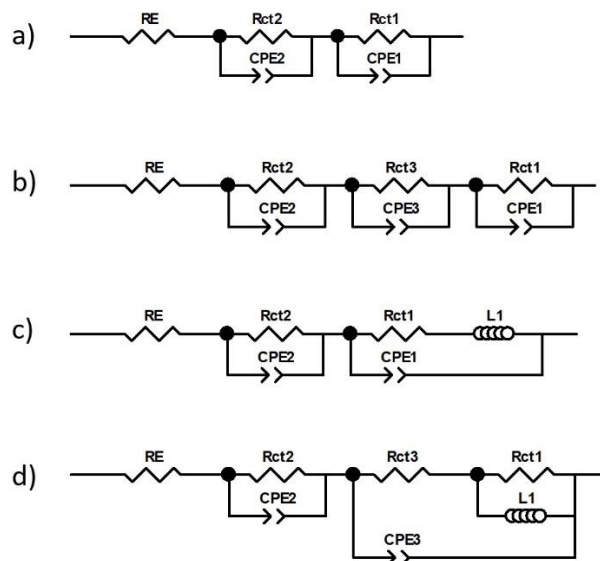 a) RE Rct2 Rct1
CPE2 CPE1
b) RE Rct2 Rct3 Rct1
CPE2 CPE3 CPE1
c) RE Rct2 Rct1 L1
CPE2 CPE1
d) RE Rct2 Rct3 Rct1
CPE2 L1
CPE3